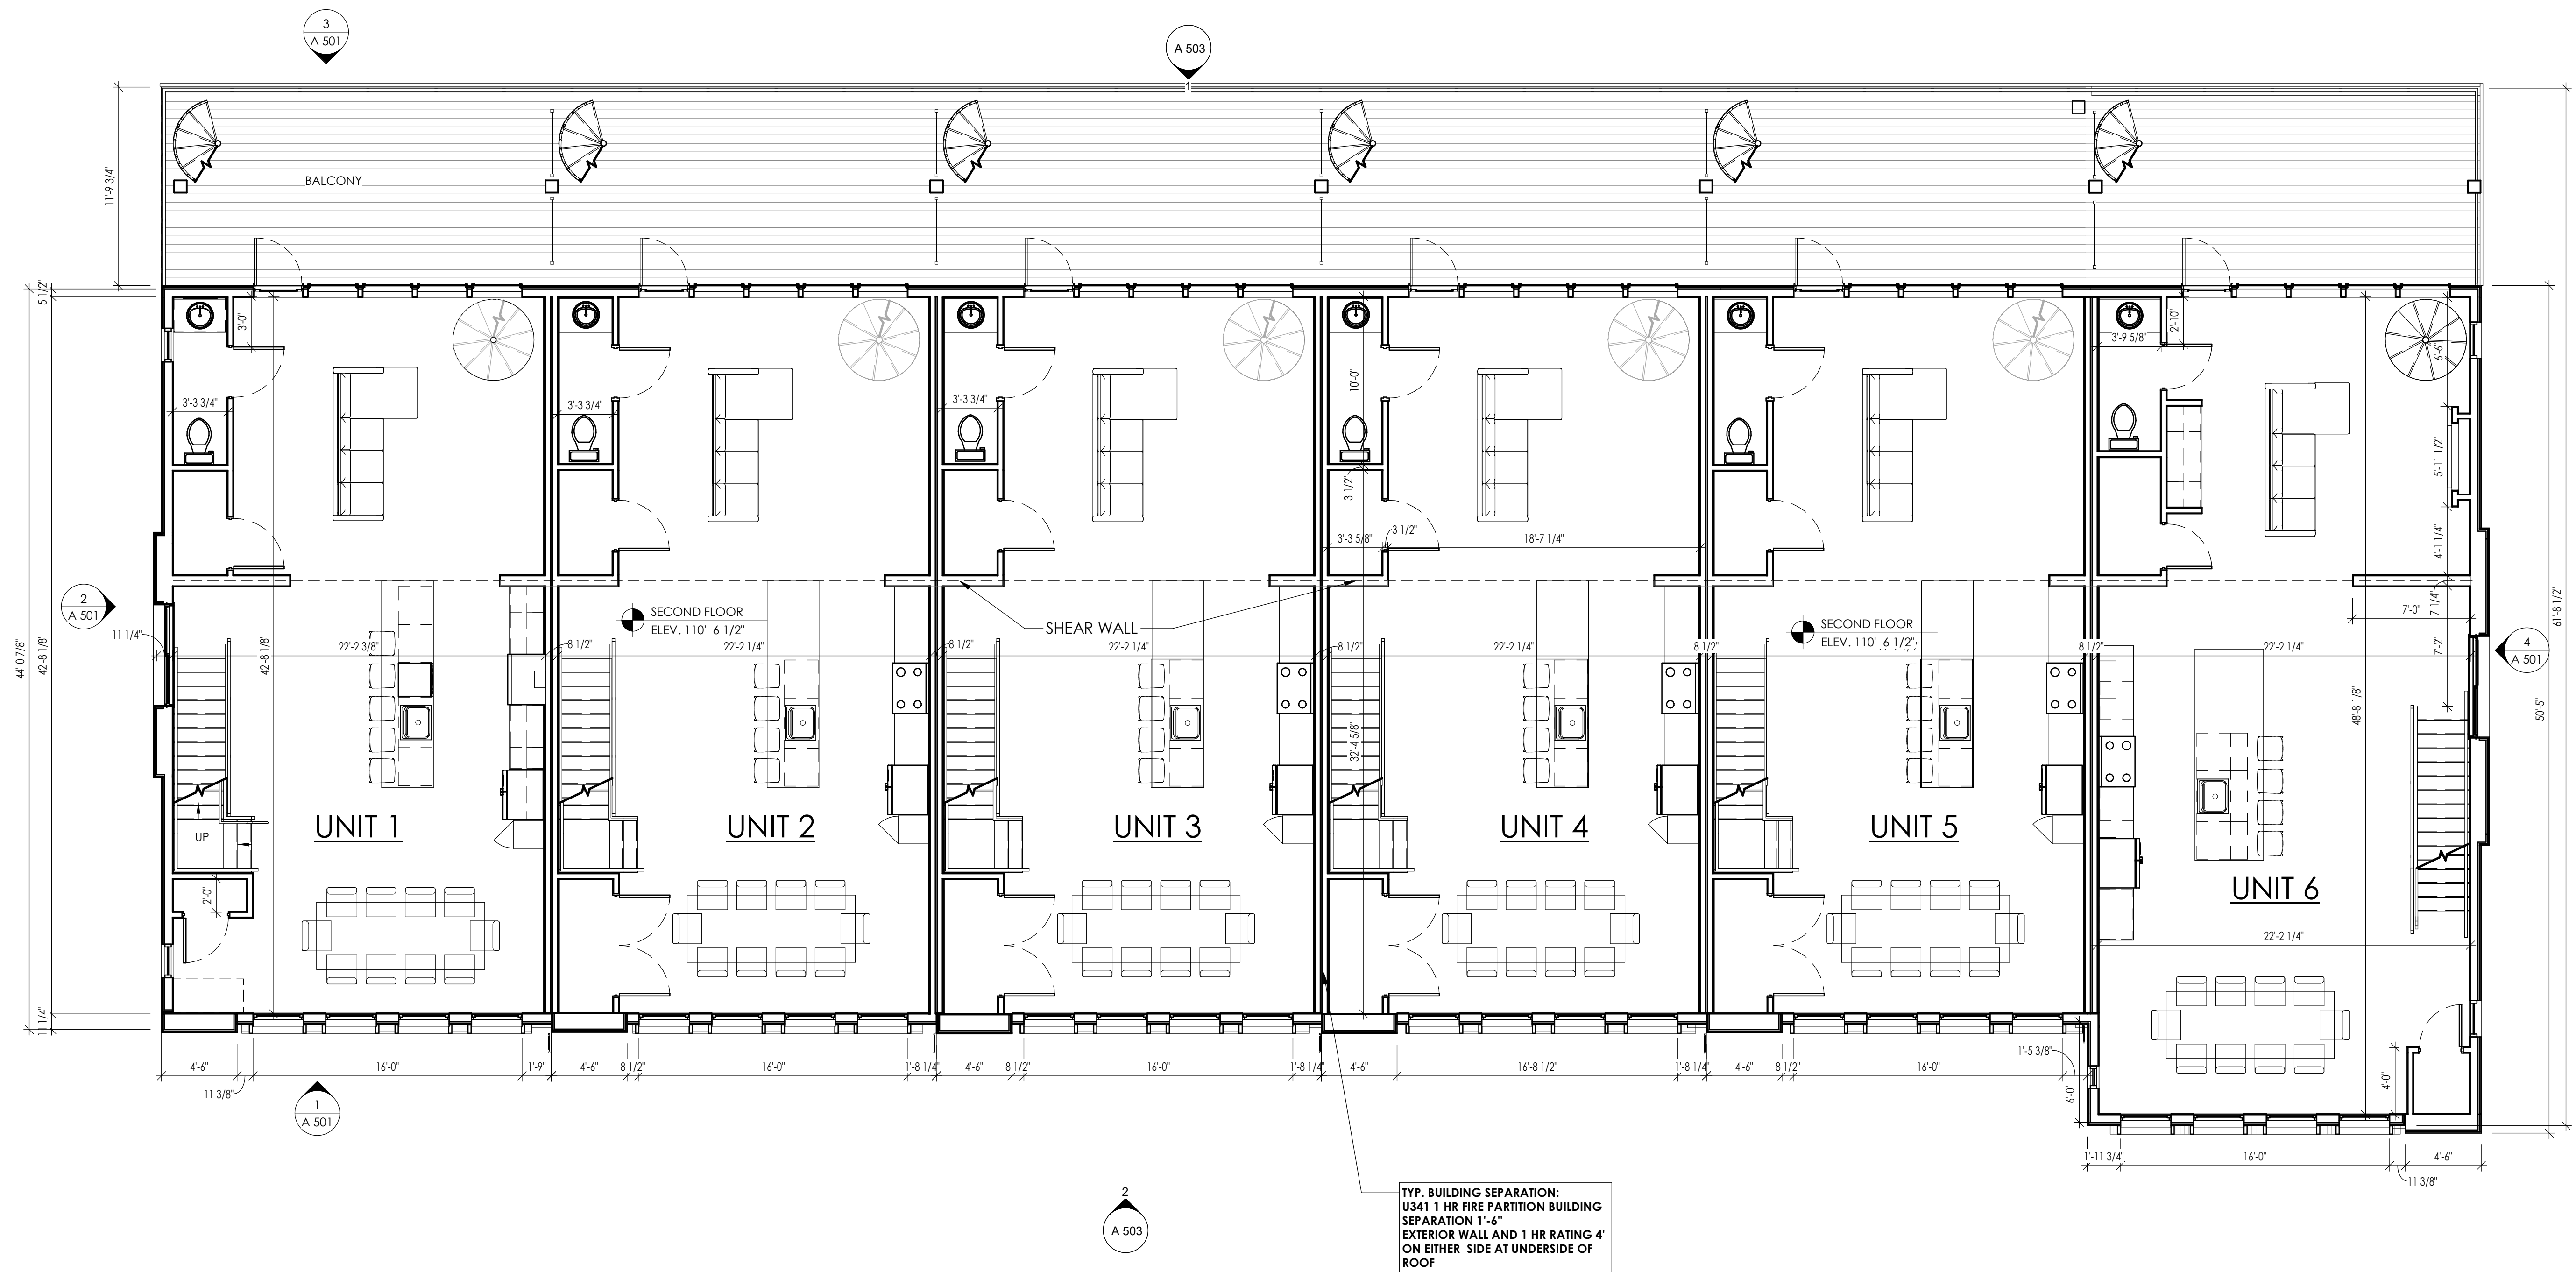 3
A 501
A 503
1
11'-9 3/4"
BALCONY
5 1/2"
3'-0"
2'-10"
3'-9 5/8"
6'-6"
3'-3 3/4"
3'-3 3/4"
3'-3 3/4"
10'-0"
5'-11 1/2"
3 1/2"
3 1/2"
3'-3 5/8"
18'-7 1/4"
4'-1 1/4"
2
A 501
SECOND FLOOR
ELEV. 110' 6 1/2"
SHEAR WALL
SECOND FLOOR
ELEV. 110' 6 1/2"
7'-0"
7 1/4"
61'-8 1/2"
11 1/4"
44'-0 7/8"
42'-8 1/8"
42'-8 1/8"
22'-2 3/8"
8 1/2"
22'-2 1/4"
8 1/2"
22'-2 1/4"
8 1/2"
22'-2 1/4"
8 1/2"
8 1/2"
22'-2 1/4"
7'-2"
4
A 501
32'-4 5/8"
48'-8 1/8"
50'-5"
UP
UNIT 1
UNIT 2
UNIT 3
UNIT 4
UNIT 5
UNIT 6
2'-0"
22'-2 1/4"
11 1/4"
4'-6"
11 3/8"
16'-0"
1'-9"
4'-6"
8 1/2"
16'-0"
1'-8 1/4"
4'-6"
8 1/2"
16'-0"
1'-8 1/4"
4'-6"
16'-8 1/2"
1'-8 1/4"
4'-6"
8 1/2"
16'-0"
1'-5 3/8"
6'-0"
4'-0"
1
A 501
1'-11 3/4"
16'-0"
4'-6"
11 3/8"
2
A 503
TYP. BUILDING SEPARATION:
U341 1 HR FIRE PARTITION BUILDING
SEPARATION 1'-6"
EXTERIOR WALL AND 1 HR RATING 4'
ON EITHER SIDE AT UNDERSIDE OF
ROOF